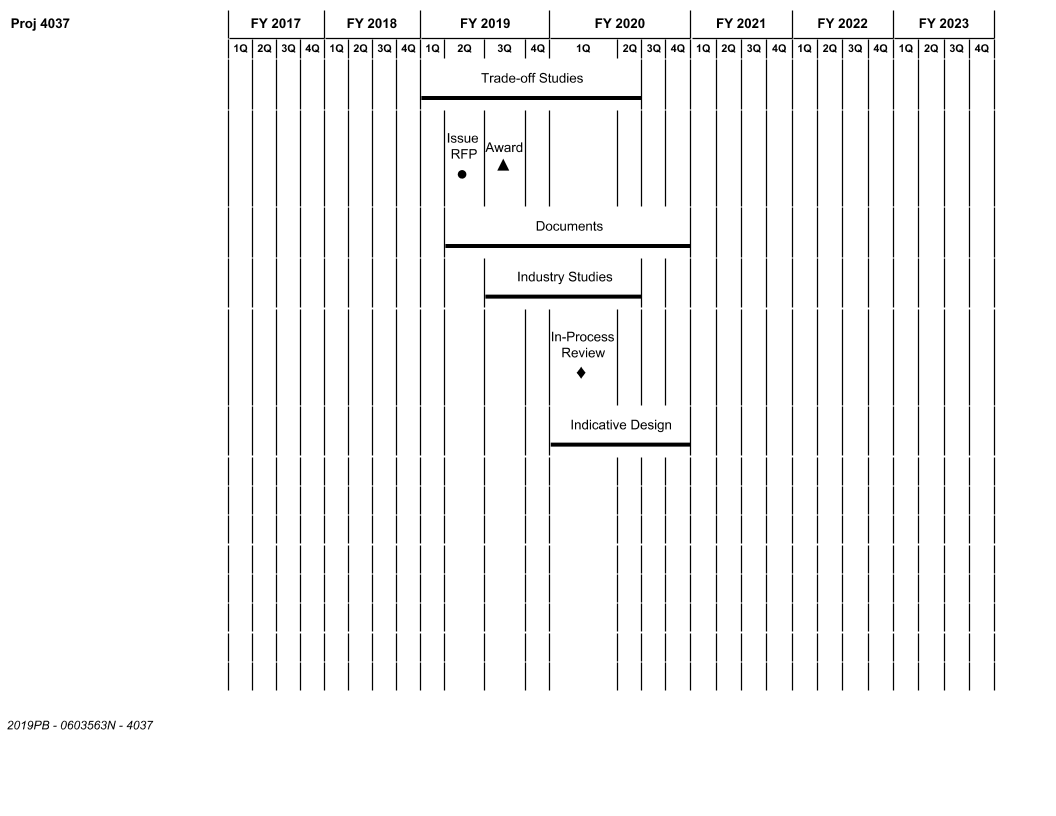 Proj 4037
FY 2017 FY 2018 FY 2019 FY 2020 FY 2021 FY 2022 FY 2023
1Q 2Q 3Q 4Q 1Q 2Q 3Q 4Q 1Q 2Q 3Q 4Q 1Q 2Q 3Q 4Q 1Q 2Q 3Q 4Q 1Q 2Q 3Q 4Q 1Q 2Q 3Q 4Q
Trade-off Studies
Issue
RFP
Award
Documents
Industry Studies
In-Process
Review
Indicative Design
2019PB - 0603563N - 4037